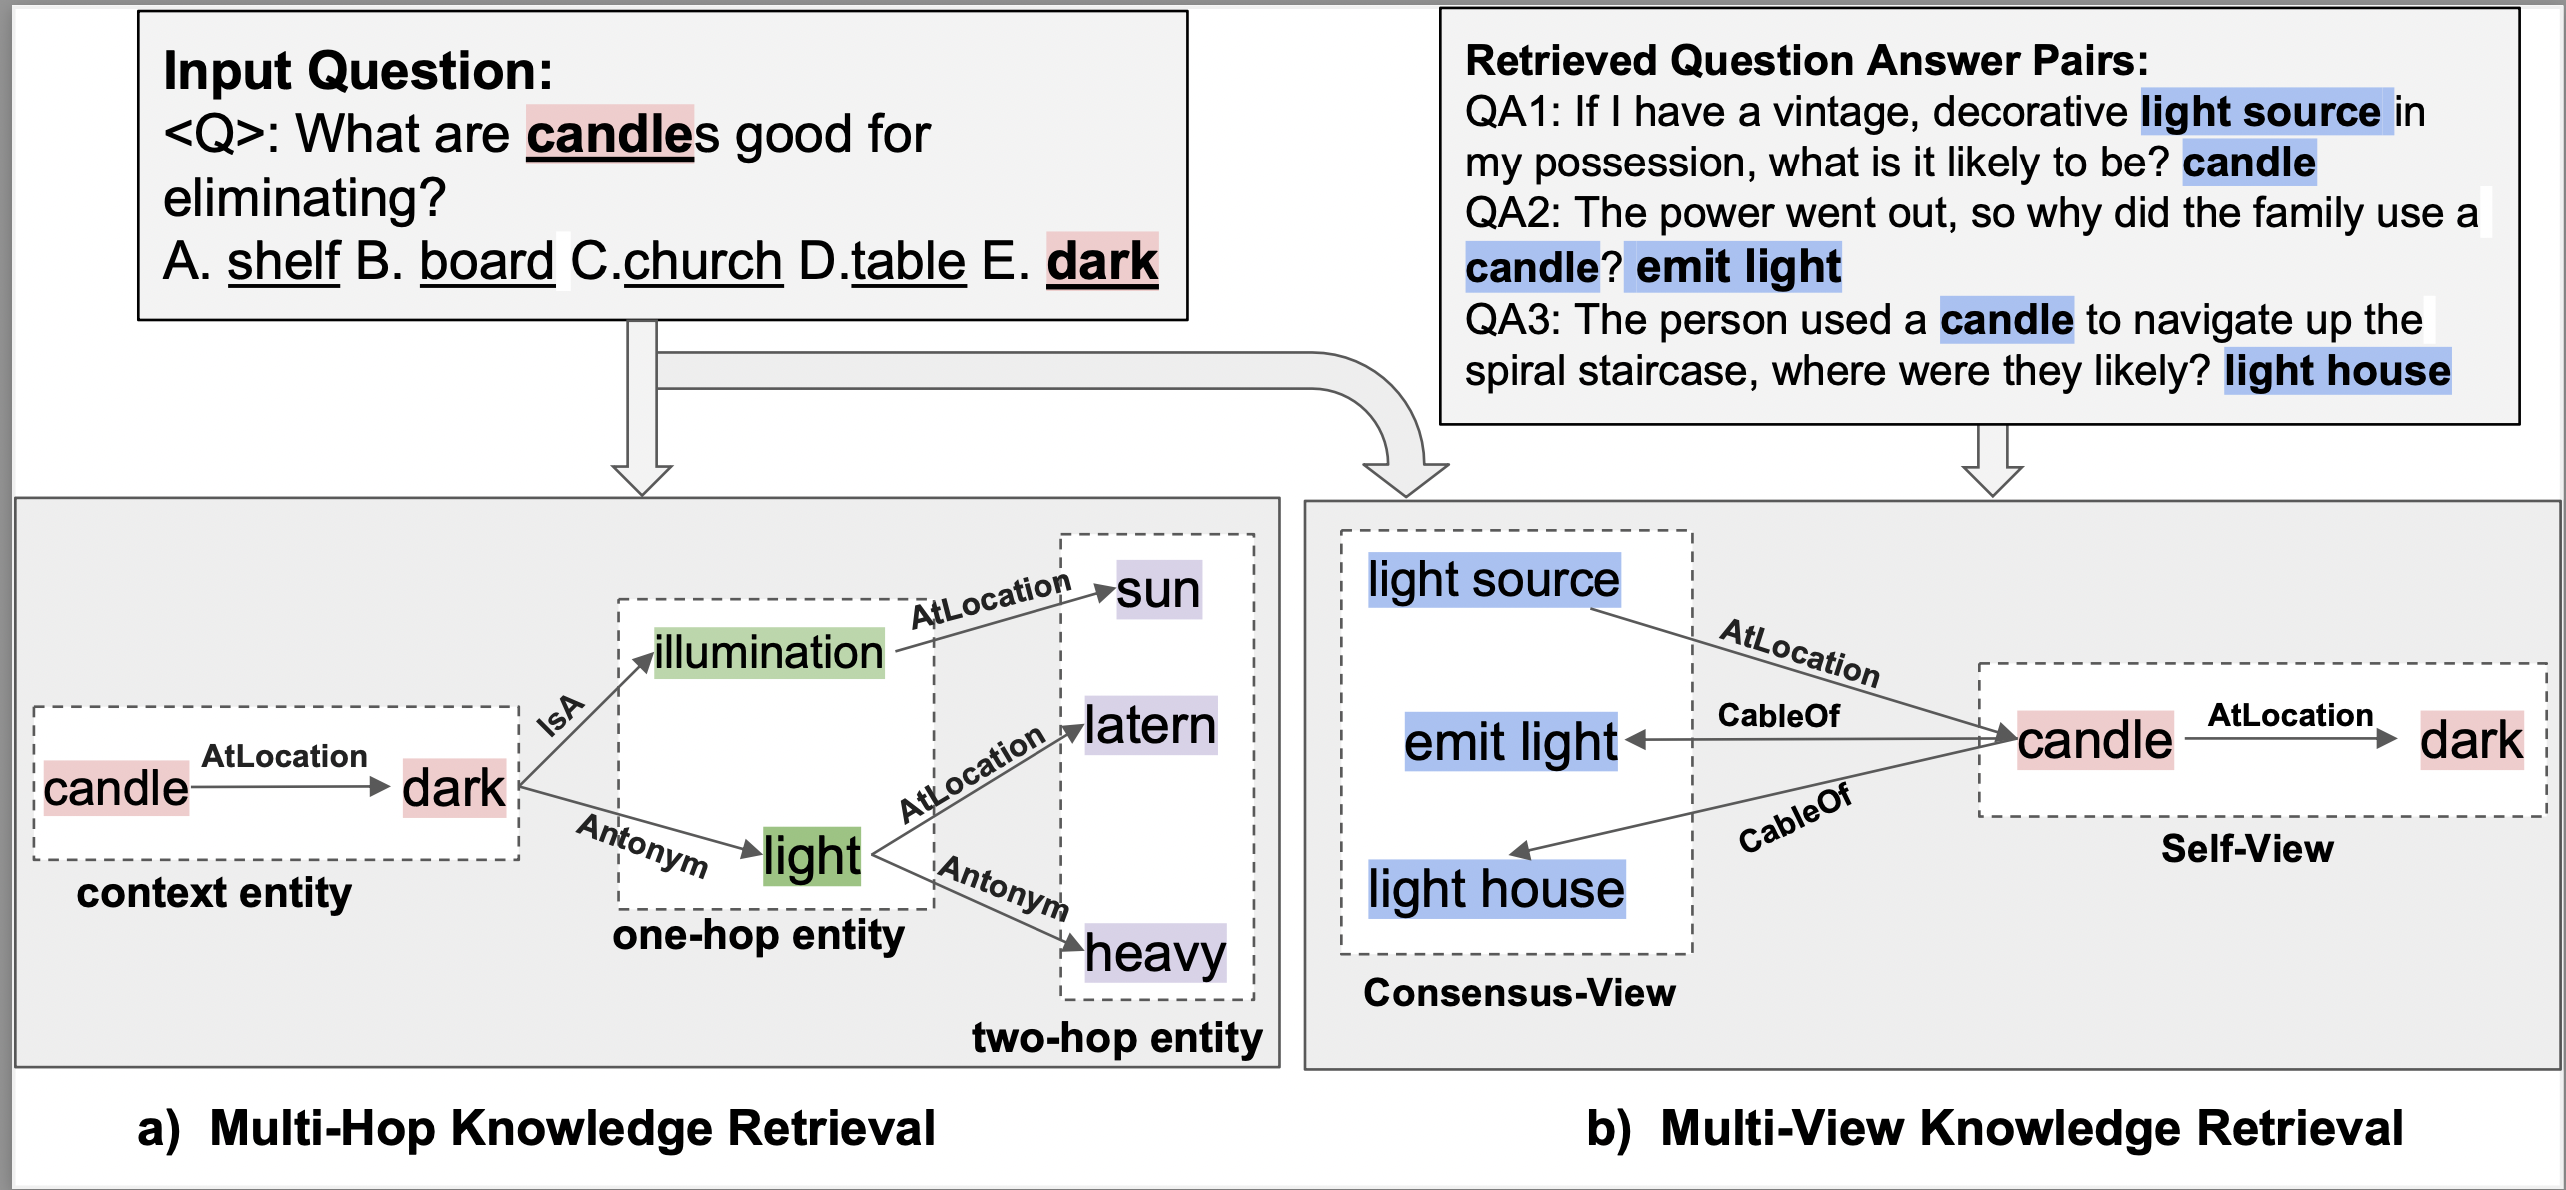 Input Question:
<Q>: What are candles good for
eliminating?
A. shelf B. board C.church D.table E. dark
Retrieved Question Answer Pairs:
QA1: If I have a vintage, decorative light source in
my possession, what is it likely to be? candle
QA2: The power went out, so why did the family use a
candle? emit light
QA3: The person used a candle to navigate up the
spiral staircase, where were they likely? light house
candle
AtLocation
dark
context entity
IsA
Antonym
illumination
light
one-hop entity
AtLocation
AtLocation
Antonym
sun
latern
heavy
two-hop entity
a) Multi-Hop Knowledge Retrieval
light source
emit light
light house
Consensus-View
AtLocation
CableOf
CableOf
candle
AtLocation
dark
Self-View
b) Multi-View Knowledge Retrieval